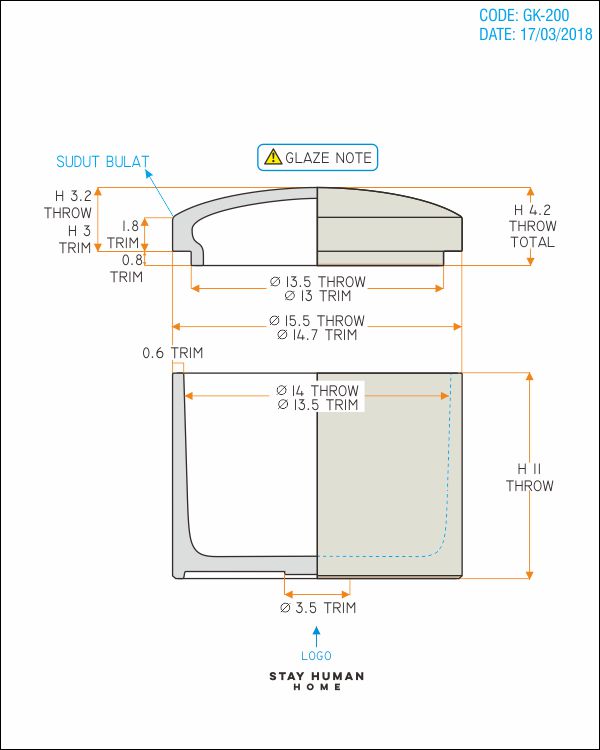 CODE: GK-200
DATE: 17/03/2018
GLAZE NOTE
SUDUT BULAT
H 3.2
THROW
H 3
TRIM
1.8
TRIM
0.8
TRIM
H 4.2
THROW
TOTAL
Ø 13.5 THROW
Ø 13 TRIM
Ø 15.5 THROW
Ø 14.7 TRIM
0.6 TRIM
Ø 14 THROW
Ø 13.5 TRIM
H 11
THROW
Ø 3.5 TRIM
LOGO
STAY HUMAN
HOME